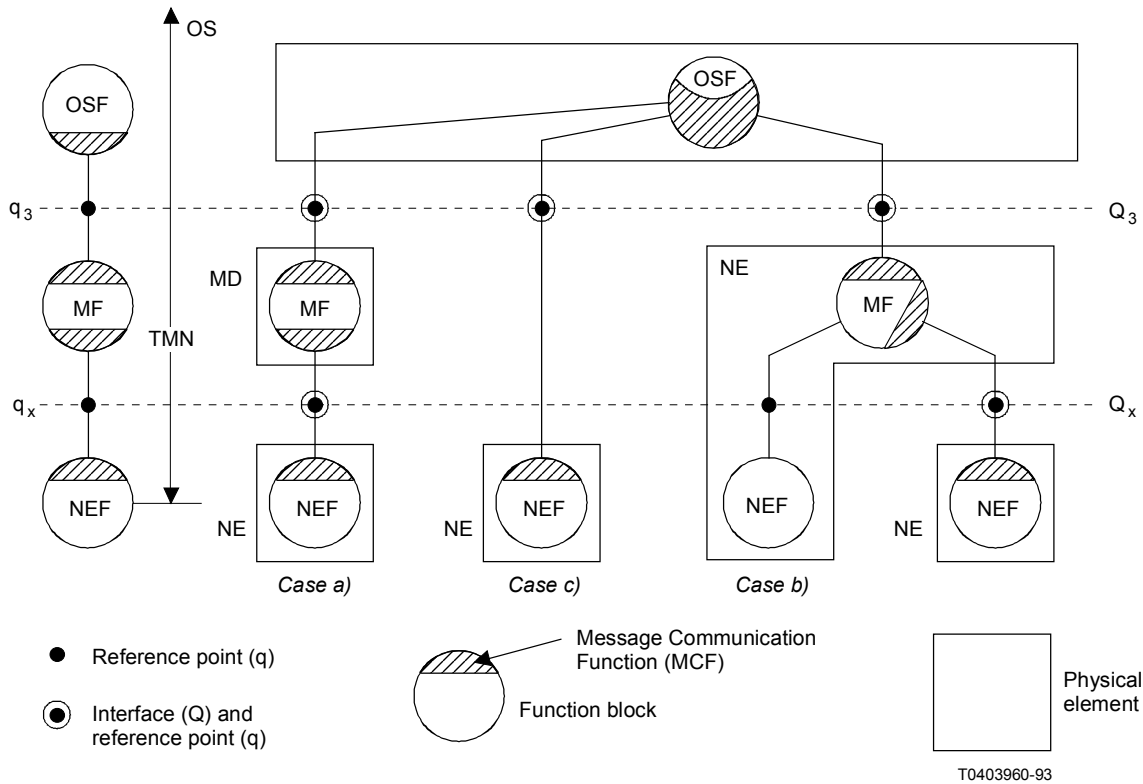 OS
OSF
OSF
q3
Q3
MD
NE
MF
MF
MF
TMN
qx
Qx
NEF
NEF
NEF
NEF
NEF
NE
NE
NE
Case a)
Case c)
Case b)
Reference point (q)
Interface (Q) and
reference point (q)
Message Communication
Function (MCF)
Function block
Physical
element
T0403960-93